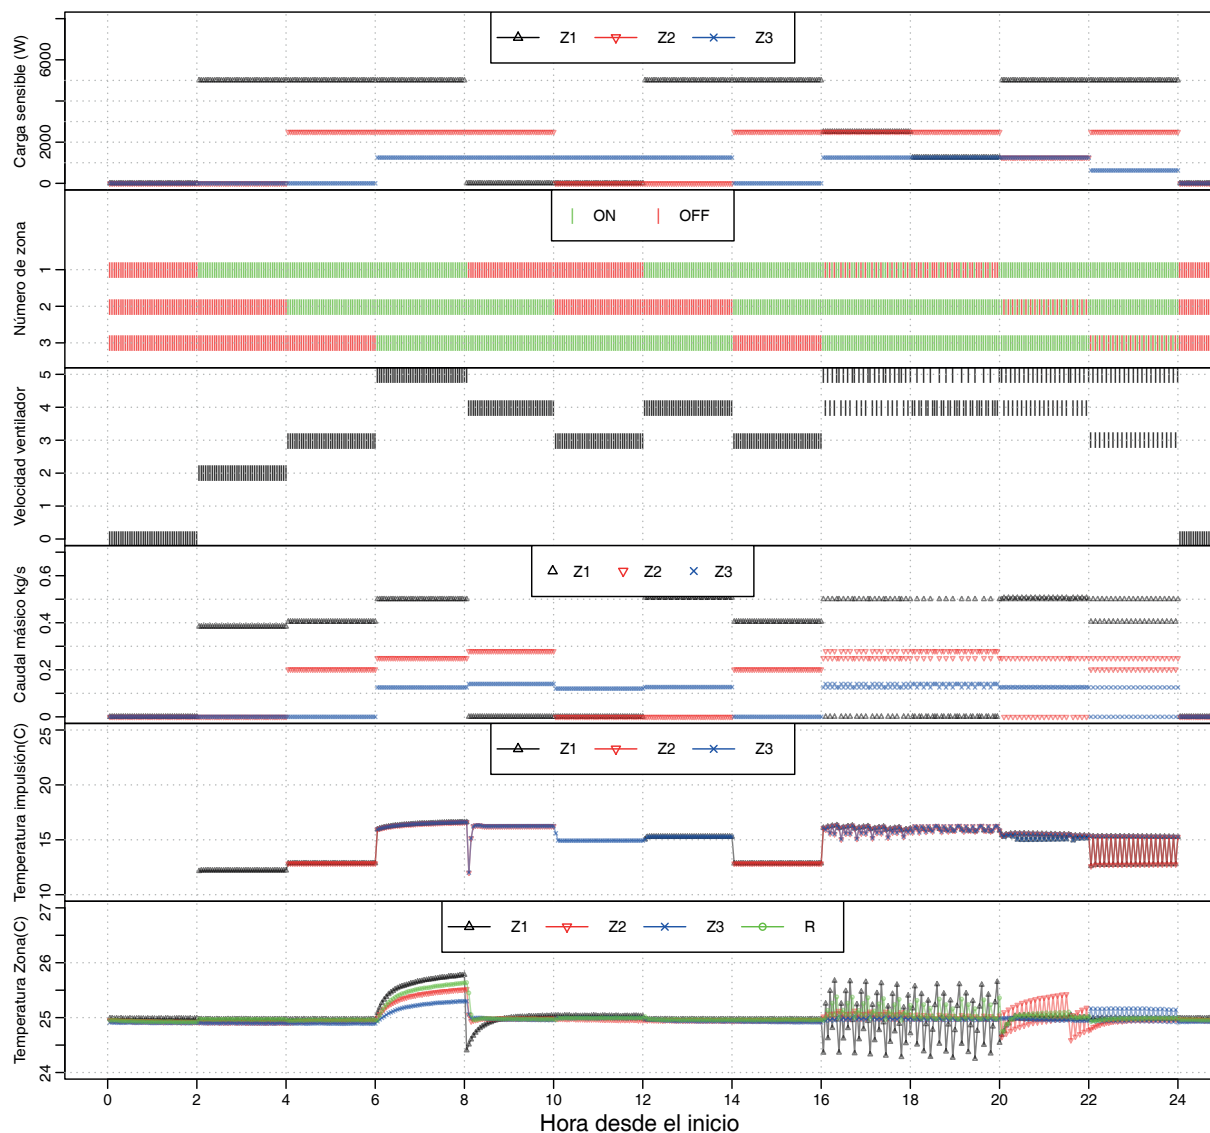 Carga sensible (W)
6000
2000
0
Z1 Z2 Z3
Número de zona
1
2
3
ON OFF
Velocidad ventilador
5
4
3
2
1
0
Caudal másico kg/s
0.6
0.4
0.2
0
Z1 Z2 Z3
Temperatura impulsión(C)
25
20
15
10
Z1 Z2 Z3
Temperatura Zona(C)
27
26
25
24
Z1 Z2 Z3 R
0 2 4 6 8 10 12 14 16 18 20 22 24
Hora desde el inicio